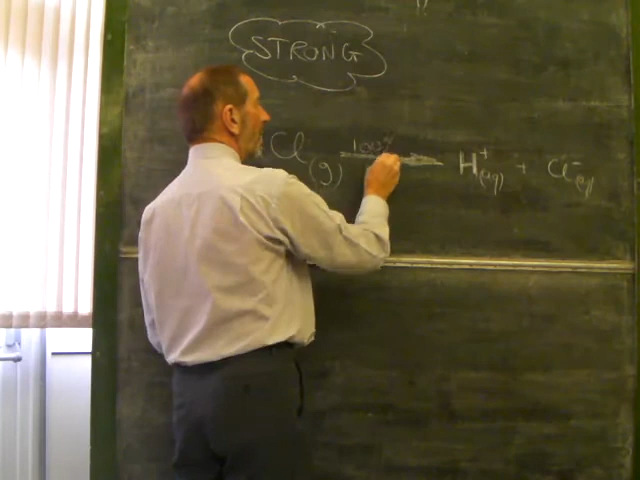 STRONG
Cl(g) 100% → H+(aq) + Cl-(aq)